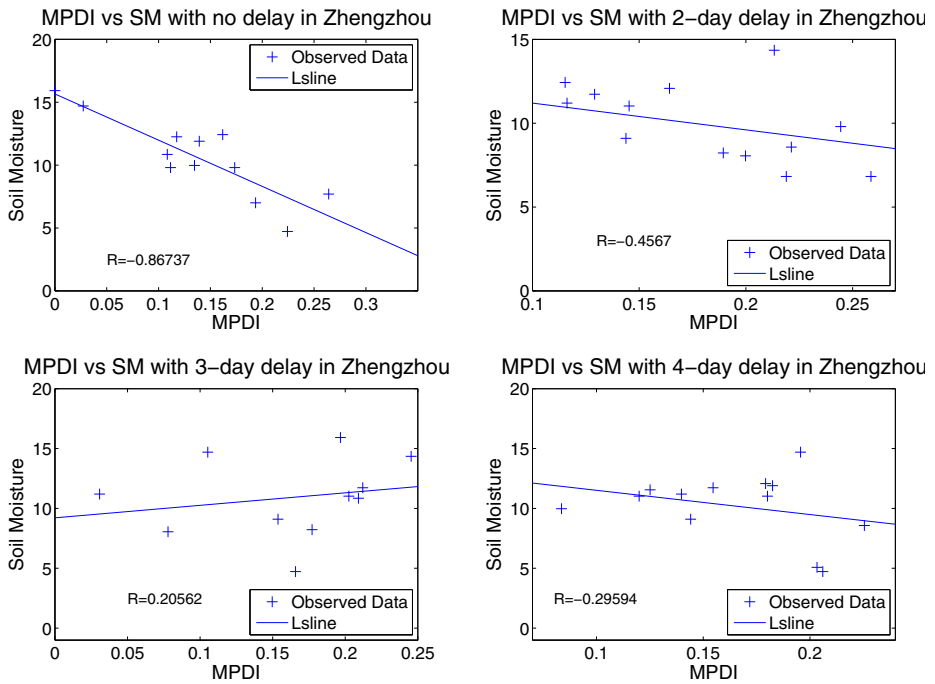 MPDI vs SM with no delay in Zhengzhou
20
15
10
5
0
Soil Moisture
Observed Data
Lsline
R=−0.86737
0 0.05 0.1 0.15 0.2 0.25 0.3
MPDI
MPDI vs SM with 2−day delay in Zhengzhou
15
10
5
0
Soil Moisture
R=−0.4567
Observed Data
Lsline
0.1 0.15 0.2 0.25
MPDI
MPDI vs SM with 3−day delay in Zhengzhou
20
15
10
5
0
Soil Moisture
R=0.20562
Observed Data
Lsline
0 0.05 0.1 0.15 0.2 0.25
MPDI
MPDI vs SM with 4−day delay in Zhengzhou
20
15
10
5
0
Soil Moisture
R=−0.29594
Observed Data
Lsline
0.1 0.15 0.2
MPDI